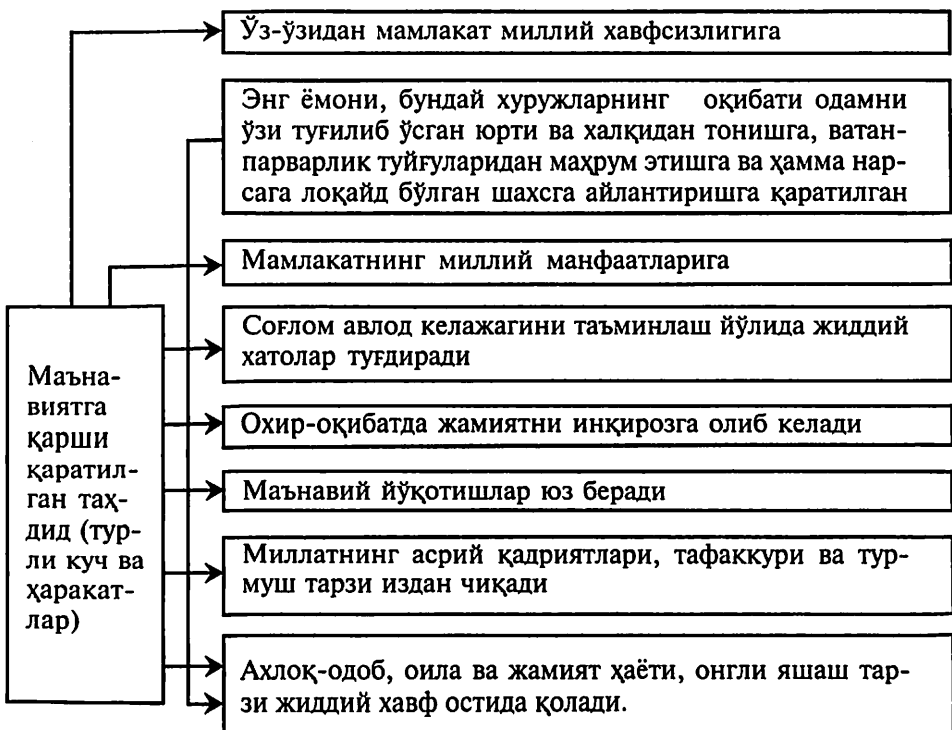 Ўз-ўзидан мамлакат миллий хавфсизлигига
Энг ёмони, бундай хуружларнинг оқибати одамни
ўзи туғилиб ўсган юрти ва халқидан тонишга, ватан-
парварлик туйғуларидан маҳрум этишга ва ҳамма нар-
сага лоқайд бўлган шахсга айлантиришга қаратилган
Мамлакатнинг миллий манфаатларига
Соғлом авлод келажагини таъминлаш йўлида жиддий
хатолар туғдиради
Маъна-
виятга
қарши
қаратил-
ган таҳ-
дид (тур-
ли куч ва
ҳаракат-
лар)
Охир-оқибатда жамиятни инқирозга олиб келади
Маънавий йўқотишлар юз беради
Миллатнинг асрий қадриятлари, тафаккури ва тур-
муш тарзи издан чиқади
Ахлоқ-одоб, оила ва жамият ҳаёти, онгли яшаш тар-
зи жиддий хавф остида қолади.